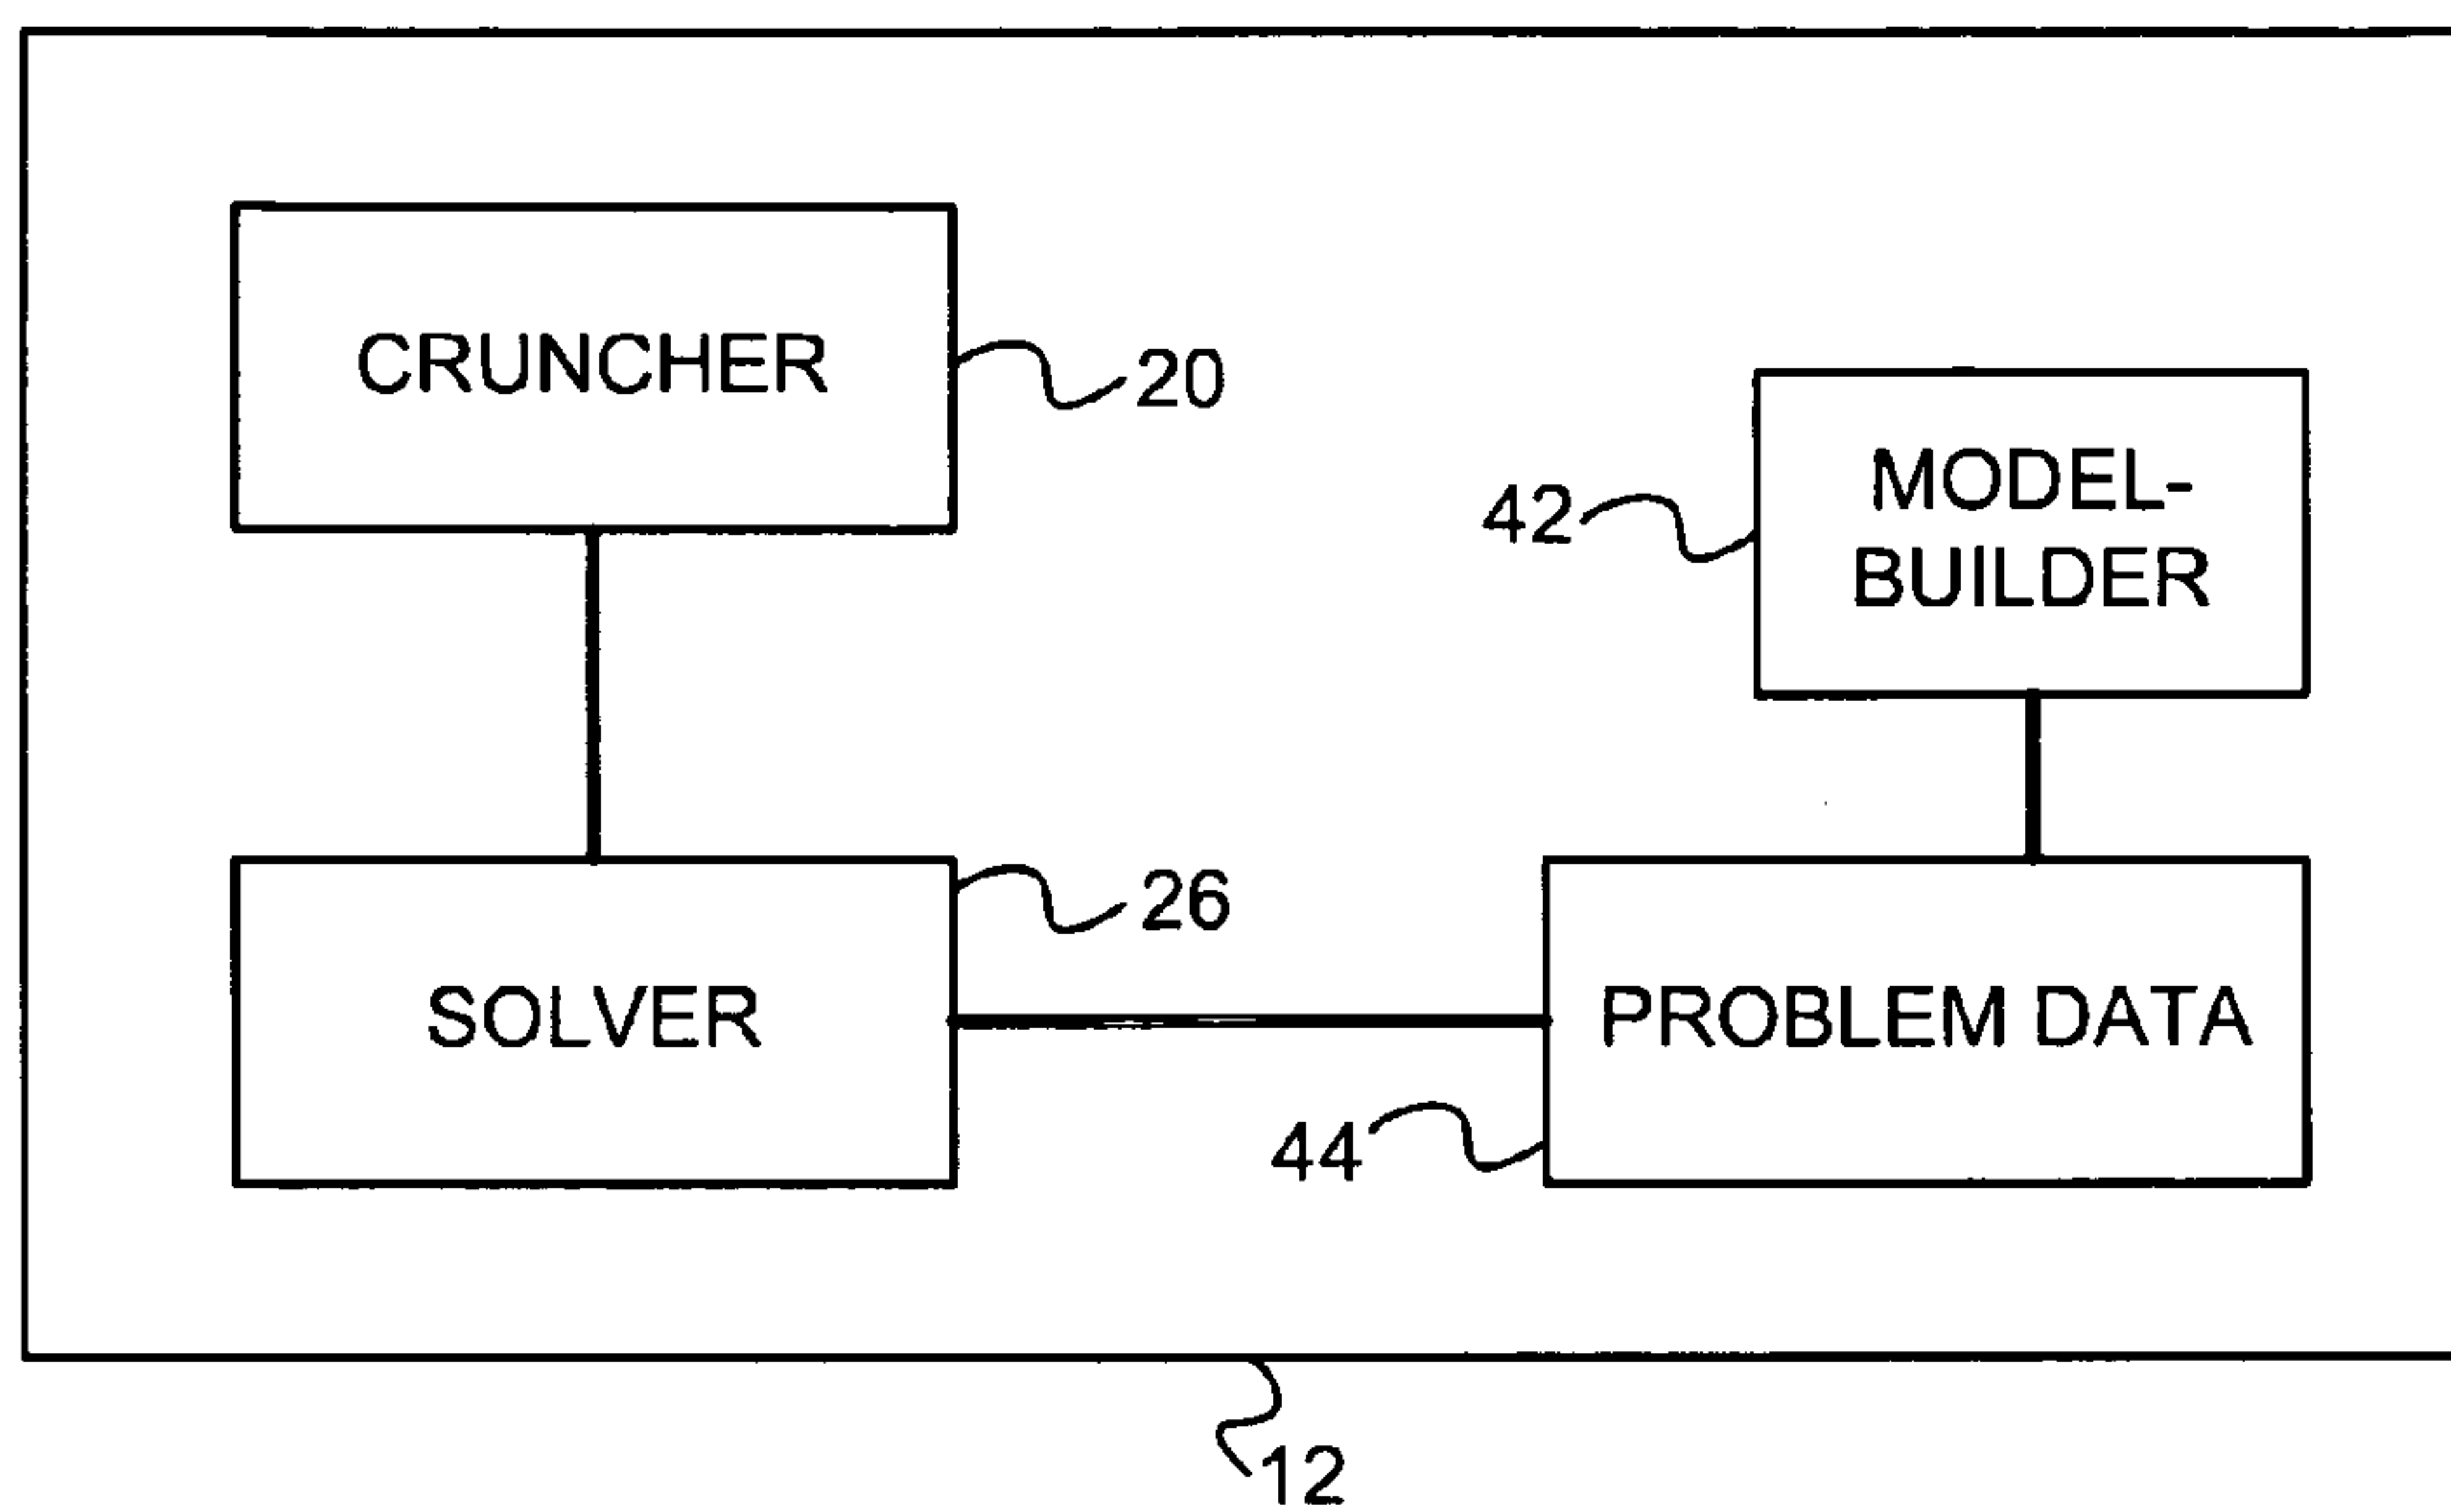 CRUNCHER
20
42
MODEL-
BUILDER
26
SOLVER
PROBLEM DATA
44
12